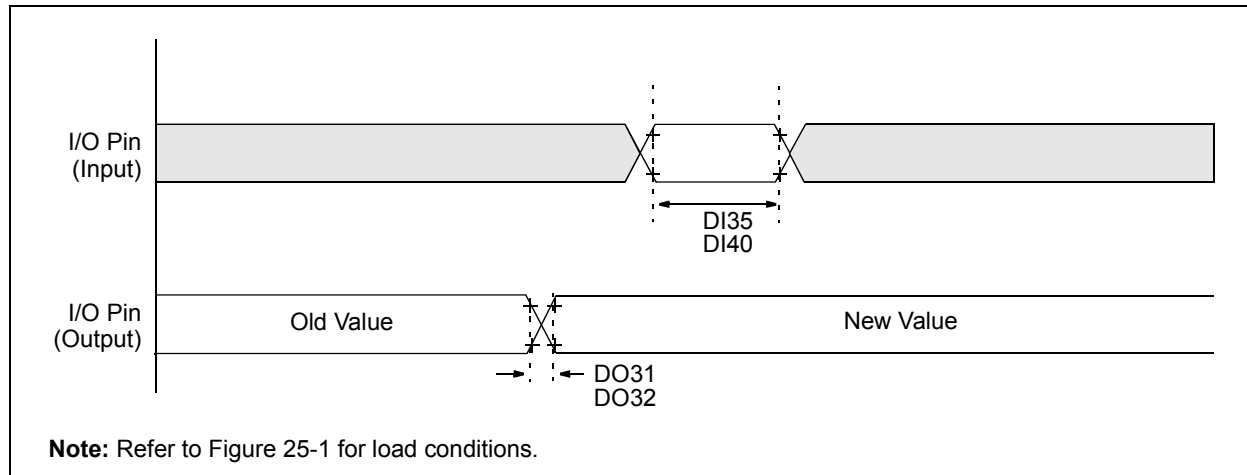 I/O Pin
(Input)
DI35
DI40
I/O Pin
(Output)
Old Value
New Value
DO31
DO32
Note: Refer to Figure 25-1 for load conditions.